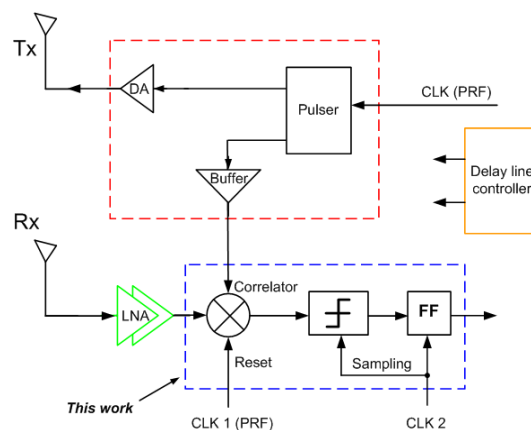 Tx
DA
Pulser
CLK (PRF)
Buffer
Delay line
controller
Rx
LNA
Correlator
FF
Reset
Sampling
This work
CLK 1 (PRF)
CLK 2